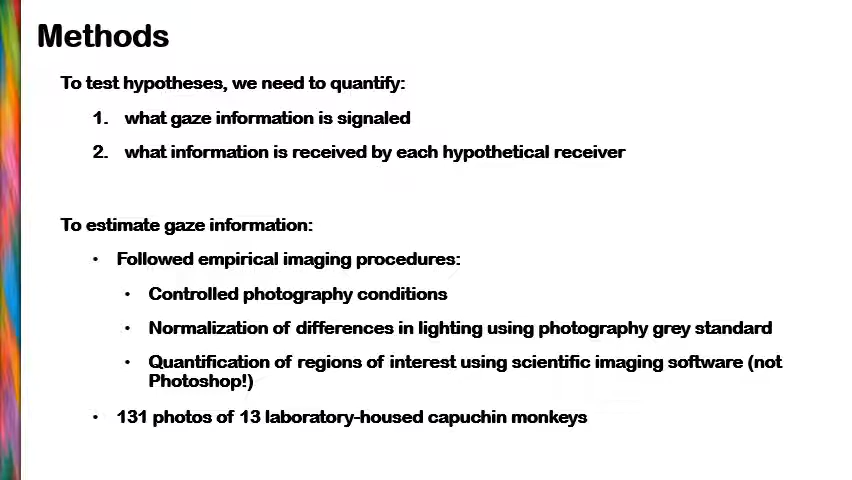 Methods
To test hypotheses, we need to quantify:
1. what gaze information is signaled
2. what information is received by each hypothetical receiver
To estimate gaze information:
• Followed empirical imaging procedures:
• Controlled photography conditions
• Normalization of differences in lighting using photography grey standard
• Quantification of regions of interest using scientific imaging software (not
Photoshop!)
• 131 photos of 13 laboratory-housed capuchin monkeys